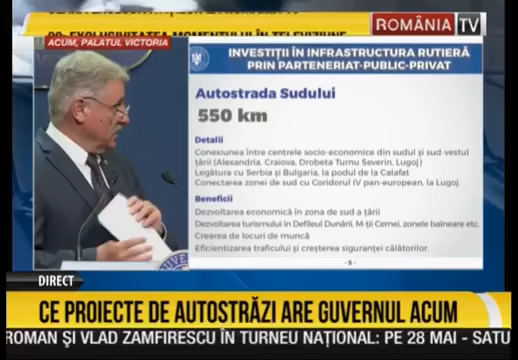 ROMÂNIA TV
ACUM, PALATUL VICTORIA
INVESTIȚII ÎN INFRASTRUCTURA RUTIERĂ
PRIN PARTENERIAT-PUBLIC-PRIVAT
Autostrada Sudului
550 km
Detalii
Conexiunea între centrele socio-economice din sudul și sud-vestul
țării (Alexandria, Craiova, Drobeta Turnu Severin, Lugoj)
Legătura cu Serbia și Bulgaria, la podul de la Calafat
Conectarea zonei de sud cu Coridorul IV pan-european, la Lugoj.
Beneficii
Dezvoltarea economică în zona de sud a țării
Dezvoltarea turismului în Defileul Dunării, M-ții Cernei, zonele balneare etc.
Crearea de locuri de muncă
Eficientizarea traficului și creșterea siguranței călătorilor.
- 5 -
DIRECT
CE PROIECTE DE AUTOSTRĂZI ARE GUVERNUL ACUM
ROMAN ȘI VLAD ZAMFIRESCU ÎN TURNEU NAȚIONAL: PE 28 MAI - SATU